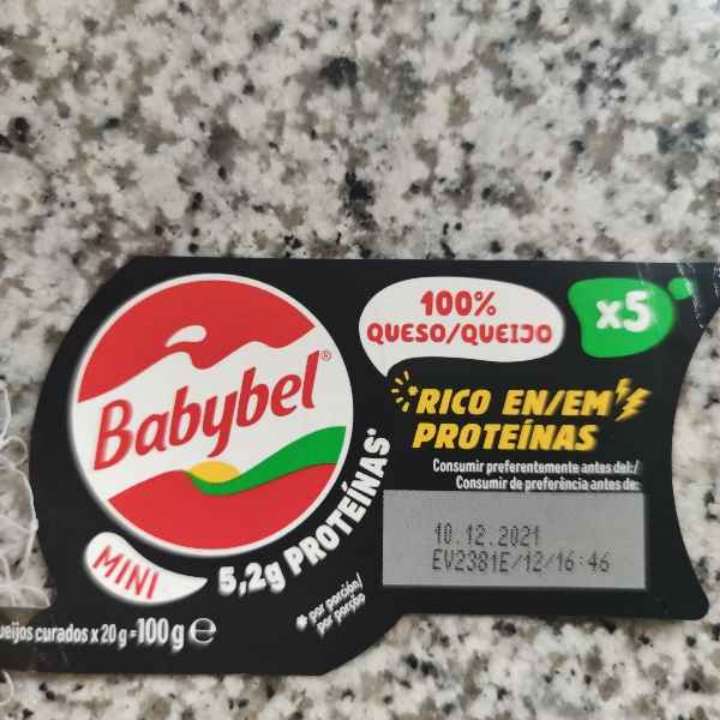 100%
QUESO/QUEIJO
x5
Babybel®
RICO EN/EM
PROTEÍNAS
Consumir preferentemente antes del:/
Consumir de preferência antes de:
10.12.2021
EV2381E/12/16:46
MINI
5,2g PROTEÍNAS*
* por porción/
por porção
curados x 20 g = 100 g ℮